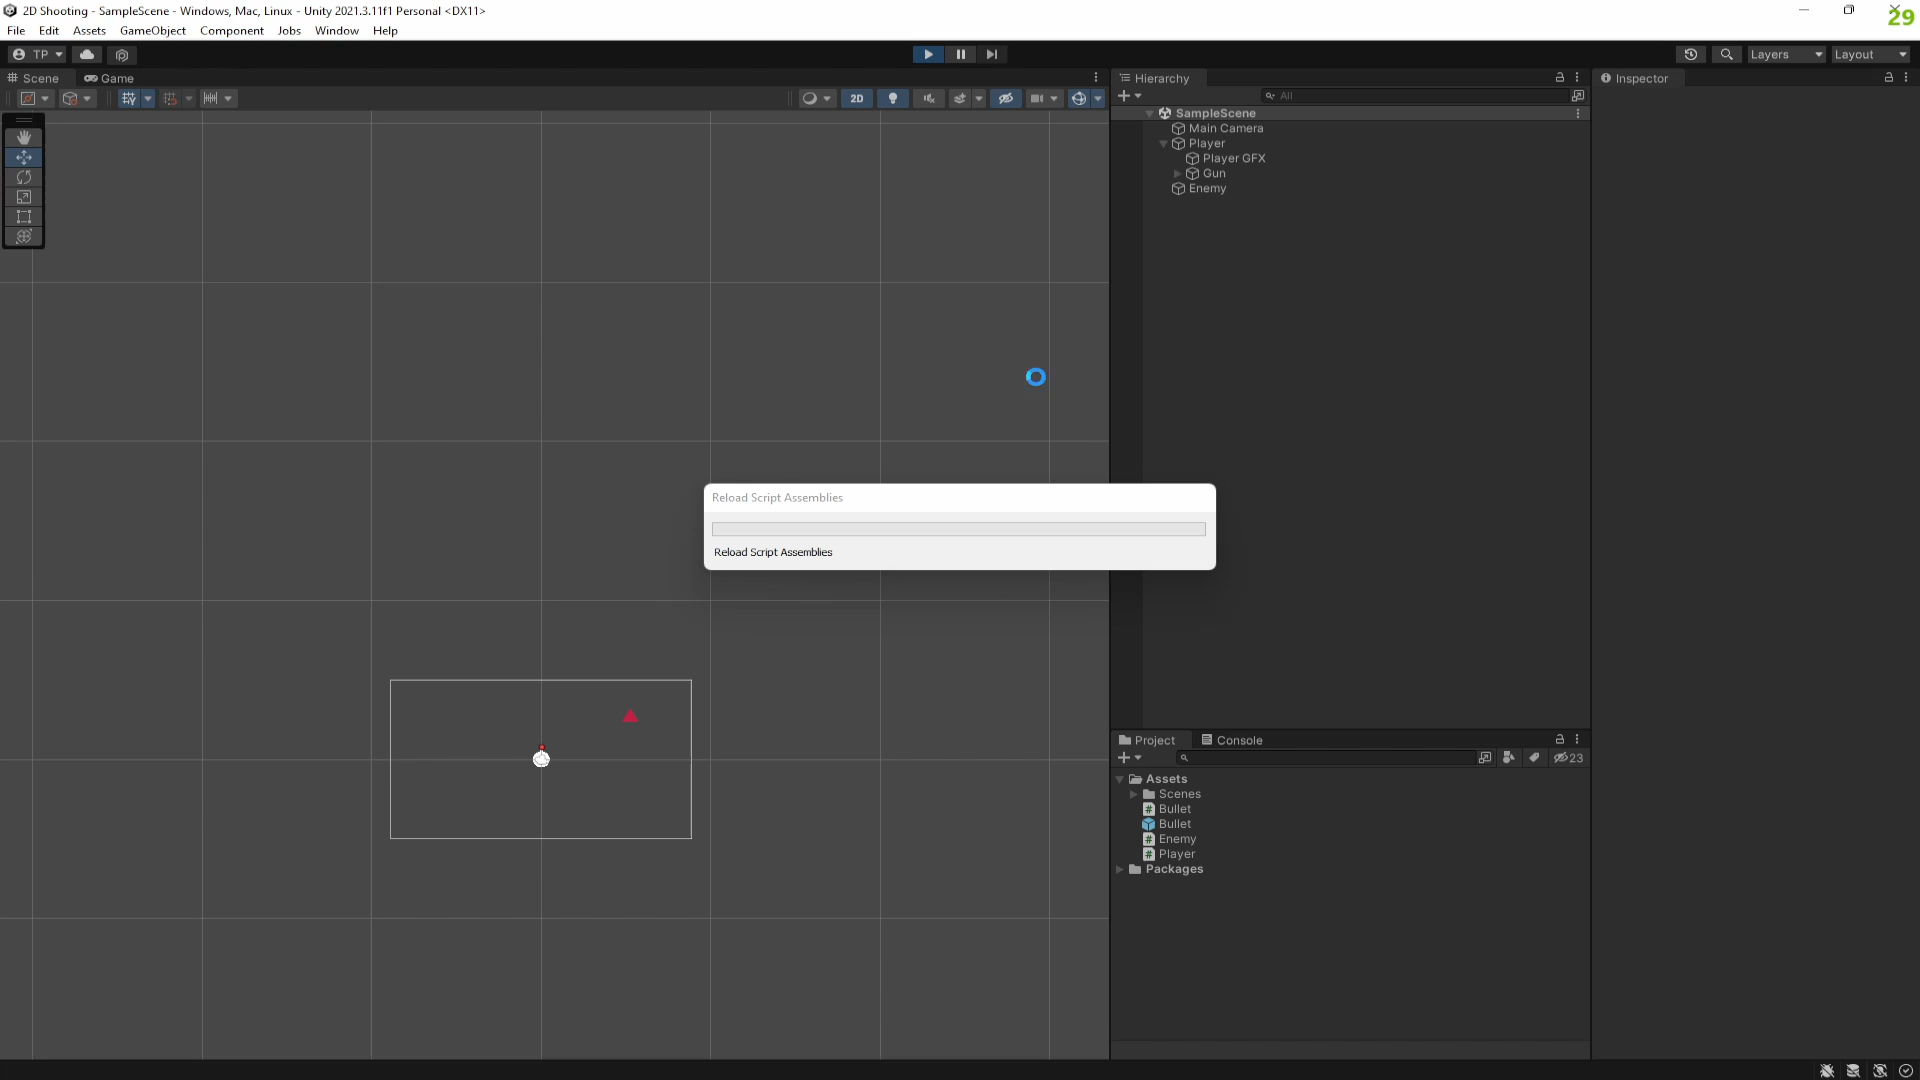 2D Shooting - SampleScene - Windows, Mac, Linux - Unity 2021.3.11f1 Personal <DX11>
29
File Edit Assets GameObject Component Jobs Window Help
TP
Layers
Layout
Scene
Game
Hierarchy
Inspector
2D
All
SampleScene
Main Camera
Player
Player GFX
Gun
Enemy
Reload Script Assemblies
Reload Script Assemblies
Project
Console
23
Assets
Scenes
Bullet
Bullet
Enemy
Player
Packages